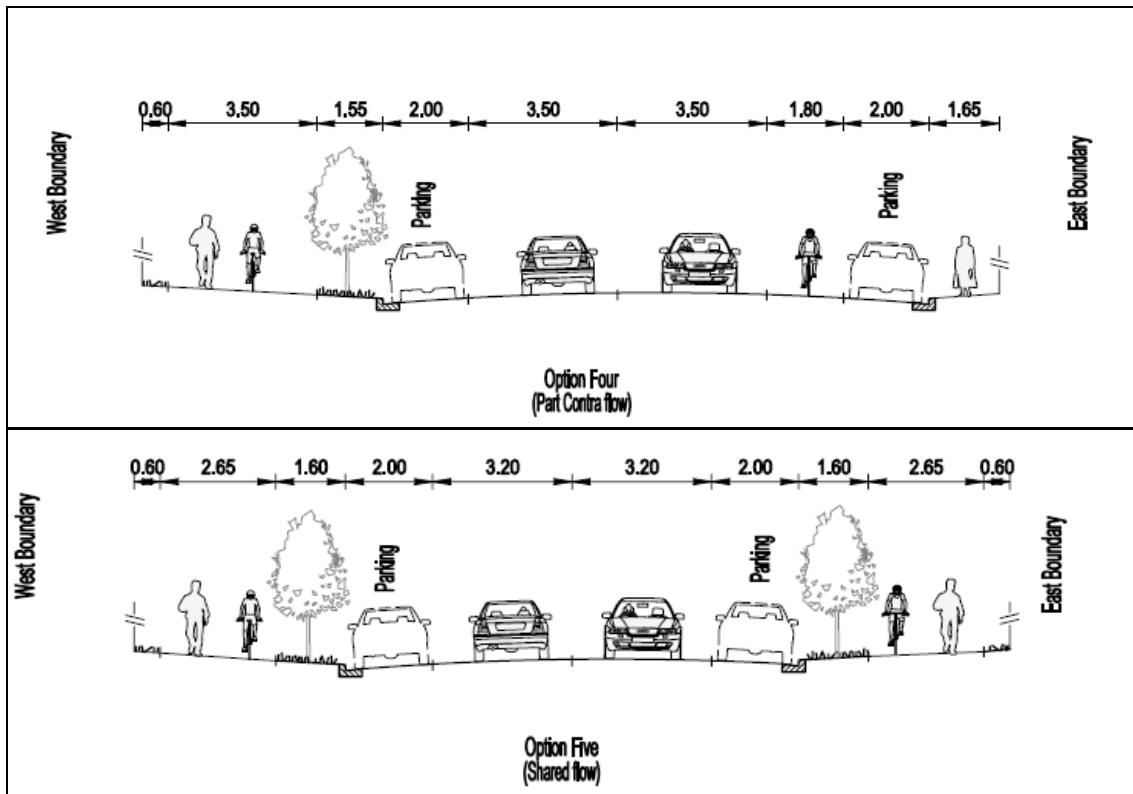 0.60 3.50 1.55 2.00 3.50 3.50 1.80 2.00 1.65
West Boundary
Parking
Parking
East Boundary
Option Four
(Part Contra flow)
0.60 2.65 1.60 2.00 3.20 3.20 2.00 1.60 2.65 0.60
West Boundary
Parking
Parking
East Boundary
Option Five
(Shared flow)